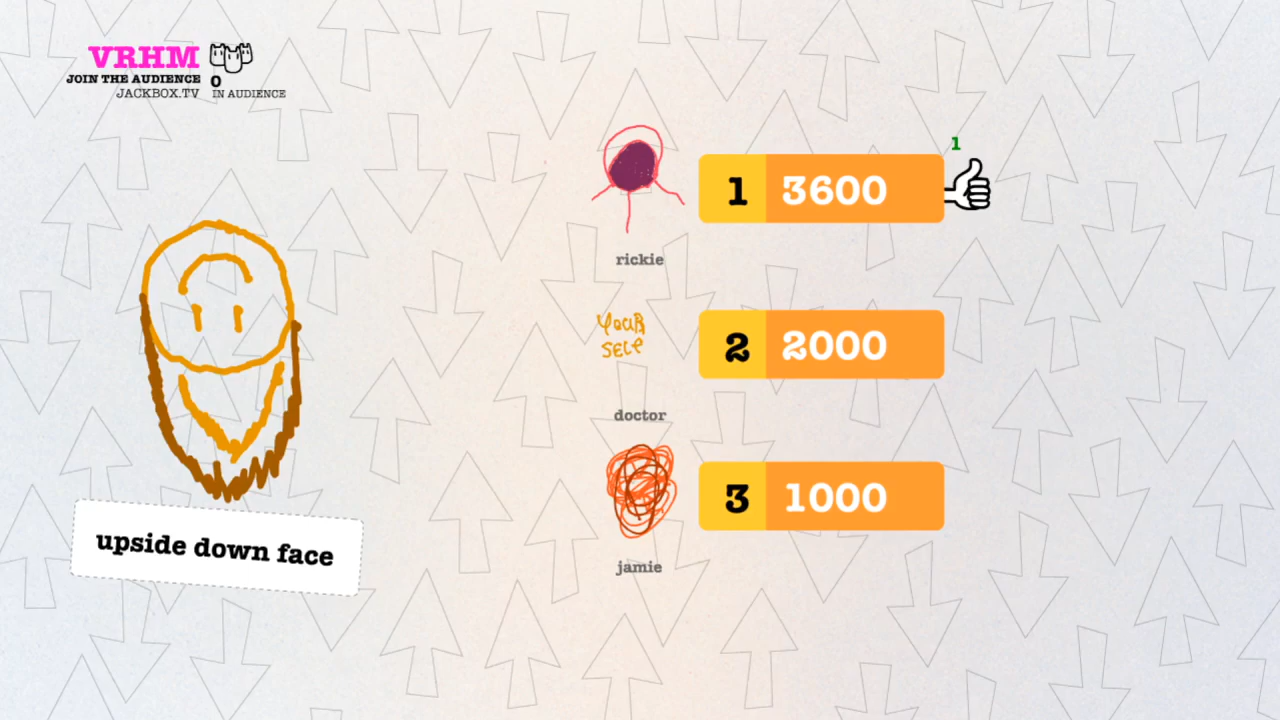 VRHM
JOIN THE AUDIENCE
JACKBOX.TV
0
IN AUDIENCE
upside down face
rickie
1 3600
1
YOUR
SELF
doctor
2 2000
jamie
3 1000